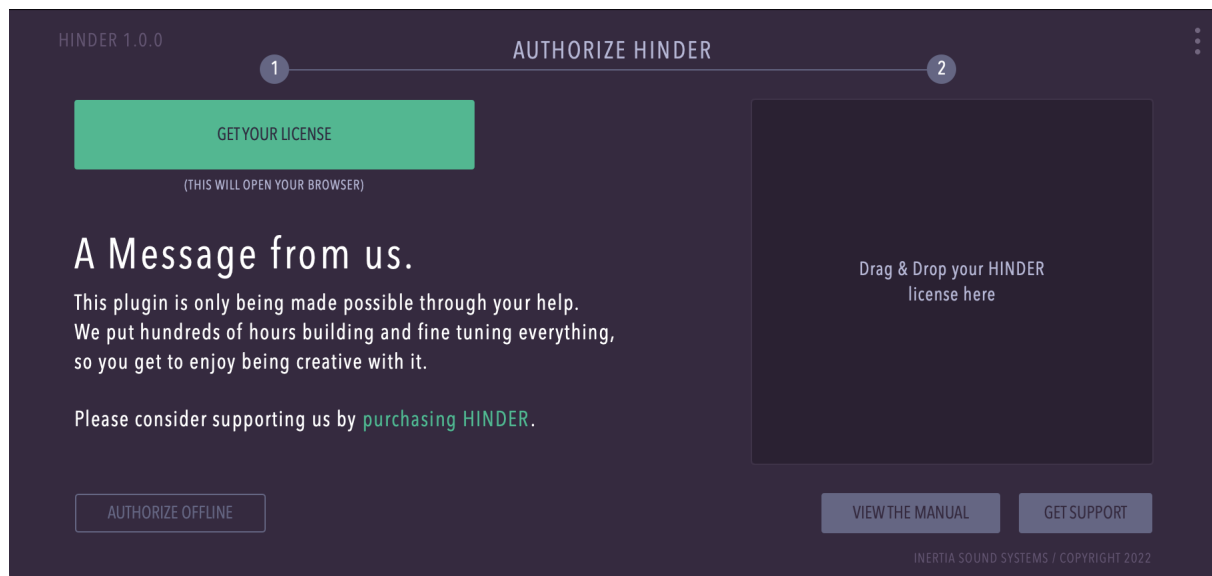 HINDER 1.0.0
AUTHORIZE HINDER
1
2
GET YOUR LICENSE
(THIS WILL OPEN YOUR BROWSER)
A Message from us.
This plugin is only being made possible through your help.
We put hundreds of hours building and fine tuning everything,
so you get to enjoy being creative with it.
Please consider supporting us by purchasing HINDER.
Drag & Drop your HINDER
license here
AUTHORIZE OFFLINE
VIEW THE MANUAL
GET SUPPORT
INERTIA SOUND SYSTEMS / COPYRIGHT 2022